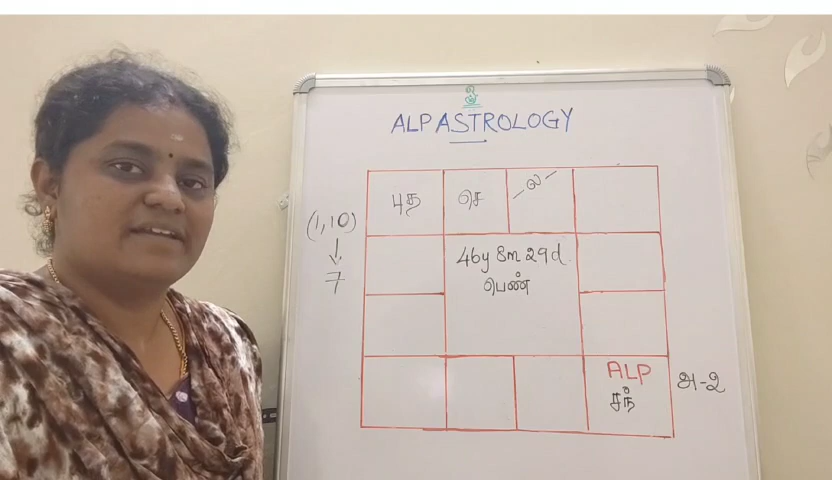 உ
ALP ASTROLOGY
புத
செ
ல
(1,10)
↓
7
46y 8m 29d
பெண்
ALP
சந்
அ-2